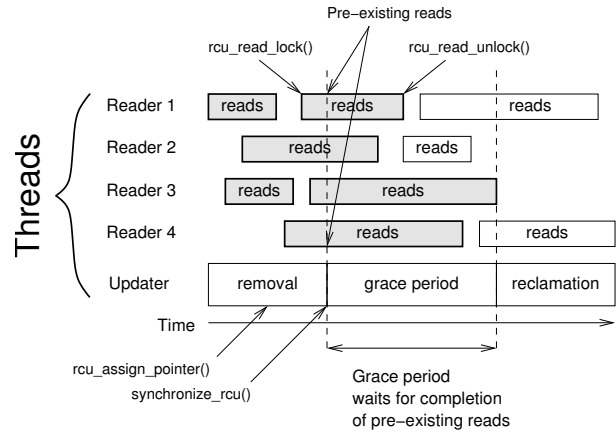 Pre-existing reads
rcu_read_lock()
rcu_read_unlock()
Threads
Reader 1
reads
reads
reads
Reader 2
reads
reads
Reader 3
reads
reads
Reader 4
reads
reads
Updater
removal
grace period
reclamation
Time
rcu_assign_pointer()
synchronize_rcu()
Grace period
waits for completion
of pre-existing reads